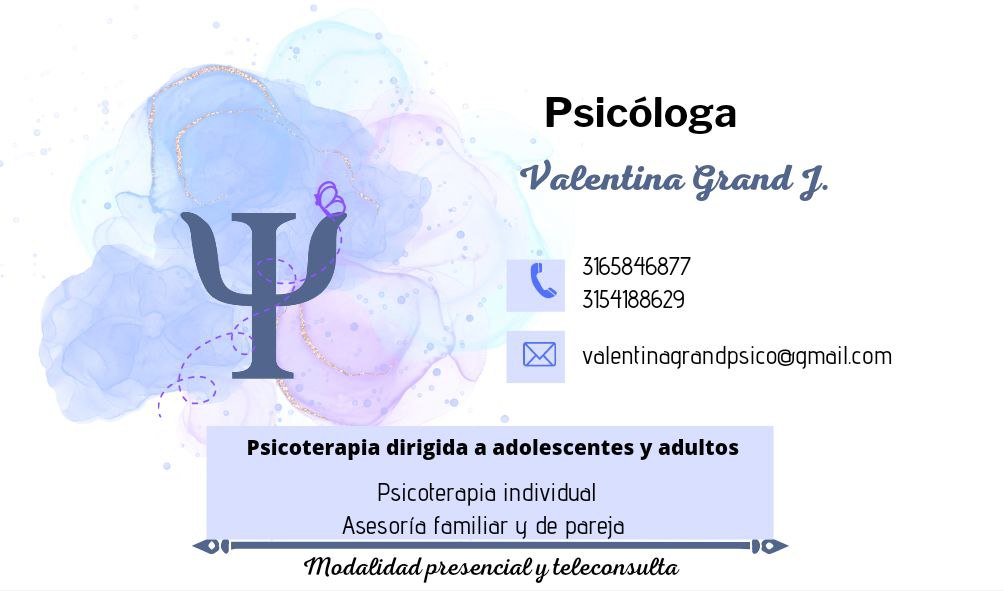 Psicóloga
Valentina Grand J.
3165846877
3154188629
valentinagrandpsico@gmail.com
Ψ
Psicoterapia dirigida a adolescentes y adultos
Psicoterapia individual
Asesoría familiar y de pareja
Modalidad presencial y teleconsulta